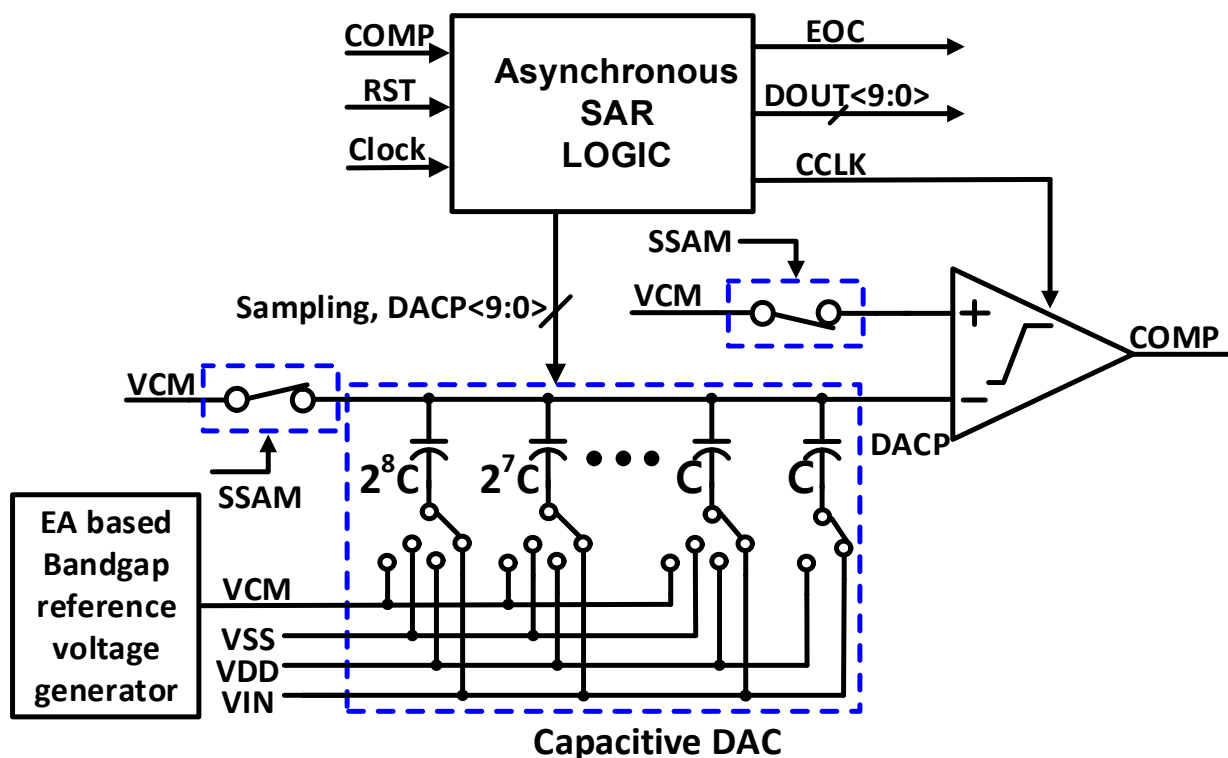 COMP
RST
Clock
Asynchronous
SAR
LOGIC
EOC
DOUT<9:0>
CCLK
SSAM
VCM
Sampling, DACP<9:0>
+
COMP
VCM
−
DACP
SSAM
2⁸C
2⁷C
C
C
EA based
Bandgap
reference
voltage
generator
VCM
VSS
VDD
VIN
Capacitive DAC